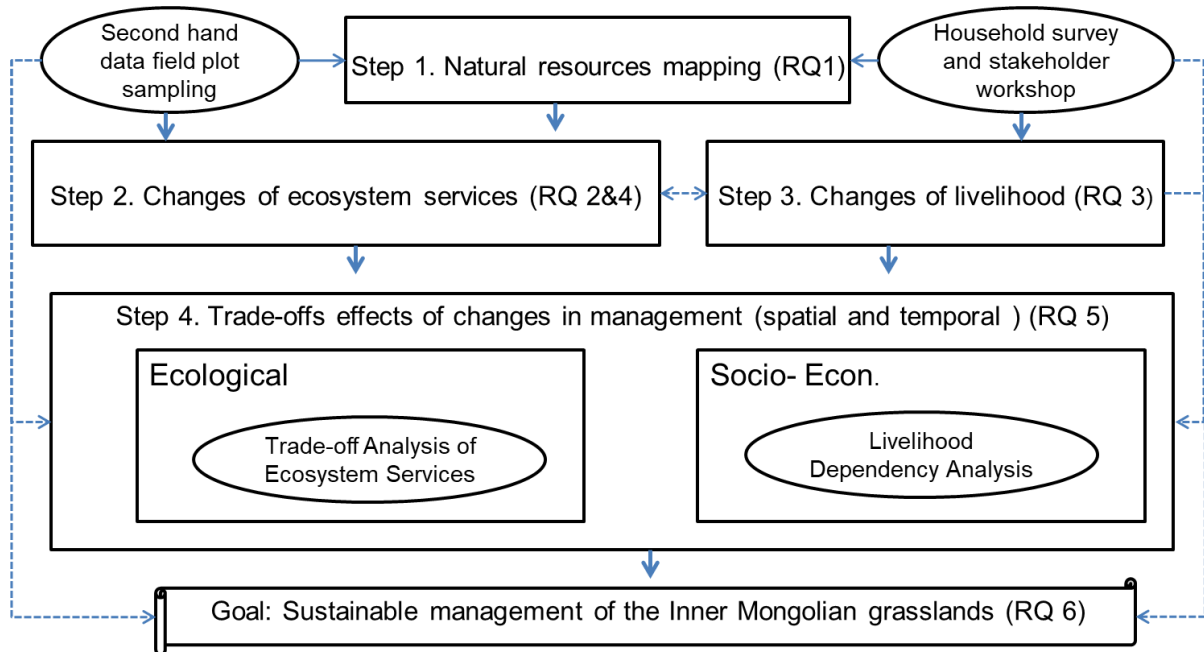 Second hand
data field plot
sampling
Step 1. Natural resources mapping (RQ1)
Household survey
and stakeholder
workshop
Step 2. Changes of ecosystem services (RQ 2&4)
Step 3. Changes of livelihood (RQ 3)
Step 4. Trade-offs effects of changes in management (spatial and temporal ) (RQ 5)
Ecological
Trade-off Analysis of
Ecosystem Services
Socio- Econ.
Livelihood
Dependency Analysis
Goal: Sustainable management of the Inner Mongolian grasslands (RQ 6)